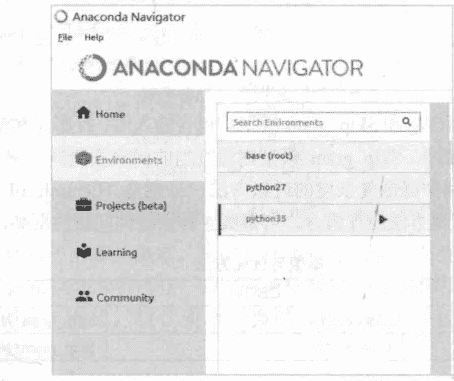 Anaconda Navigator
File Help
ANACONDA NAVIGATOR
Home
Search Environments
base (root)
Environments
python27
Projects (beta)
python35
Learning
Community